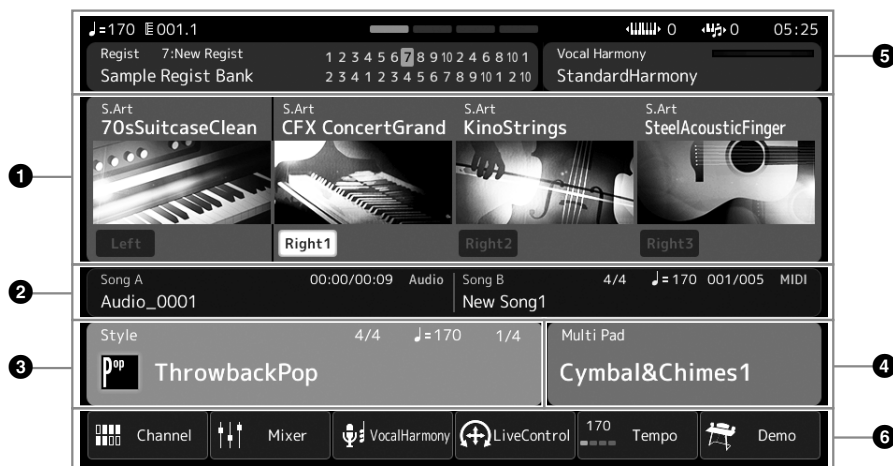 ♩=170 001.1 0 0 05:25
Regist 7:New Regist
Sample Regist Bank
1 2 3 4 5 6 7 8 9 10 2 4 6 8 10 1
2 3 4 1 2 3 4 5 6 7 8 9 10 1 2 10
Vocal Harmony
StandardHarmony
5
S.Art
70sSuitcaseClean
Left
S.Art
CFX ConcertGrand
Right1
S.Art
KinoStrings
Right2
S.Art
SteelAcousticFinger
Right3
1
2
Song A 00:00/00:09 Audio
Audio_0001
Song B 4/4 ♩=170 001/005 MIDI
New Song1
3
Style 4/4 ♩=170 1/4
Pop
ThrowbackPop
Multi Pad
Cymbal&Chimes1
4
Channel
Mixer
VocalHarmony
LiveControl
170
Tempo
Demo
6